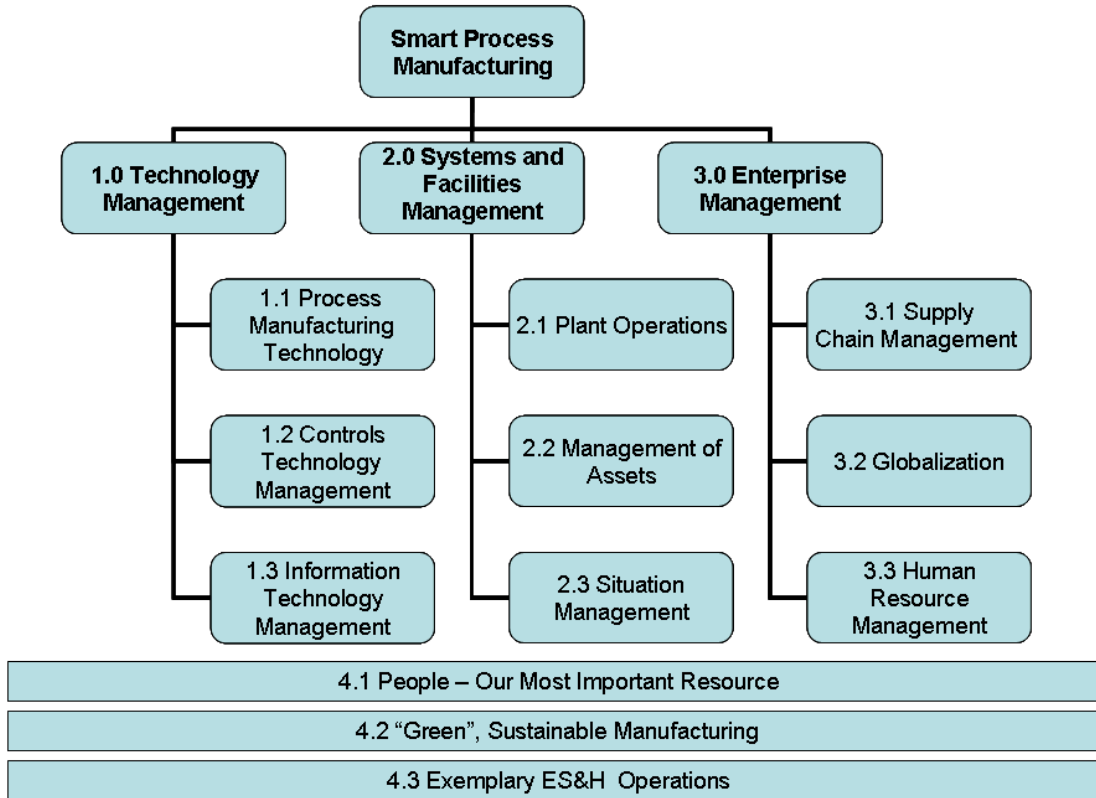 Smart Process
Manufacturing
1.0 Technology
Management
2.0 Systems and
Facilities
Management
3.0 Enterprise
Management
1.1 Process
Manufacturing
Technology
2.1 Plant Operations
3.1 Supply
Chain Management
1.2 Controls
Technology
Management
2.2 Management of
Assets
3.2 Globalization
1.3 Information
Technology
Management
2.3 Situation
Management
3.3 Human
Resource
Management
4.1 People – Our Most Important Resource
4.2 “Green”, Sustainable Manufacturing
4.3 Exemplary ES&H Operations